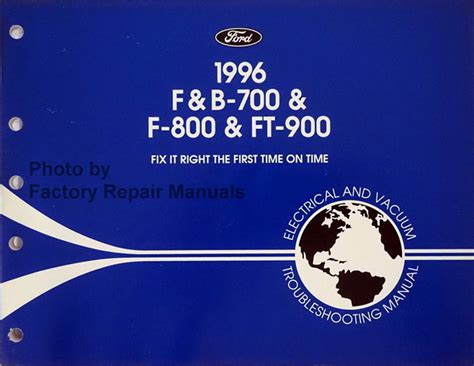 Ford
1996
F & B-700 &
F-800 & FT-900
FIX IT RIGHT THE FIRST TIME ON TIME
Photo by
Factory Repair Manuals
ELECTRICAL AND VACUUM
TROUBLESHOOTING MANUAL